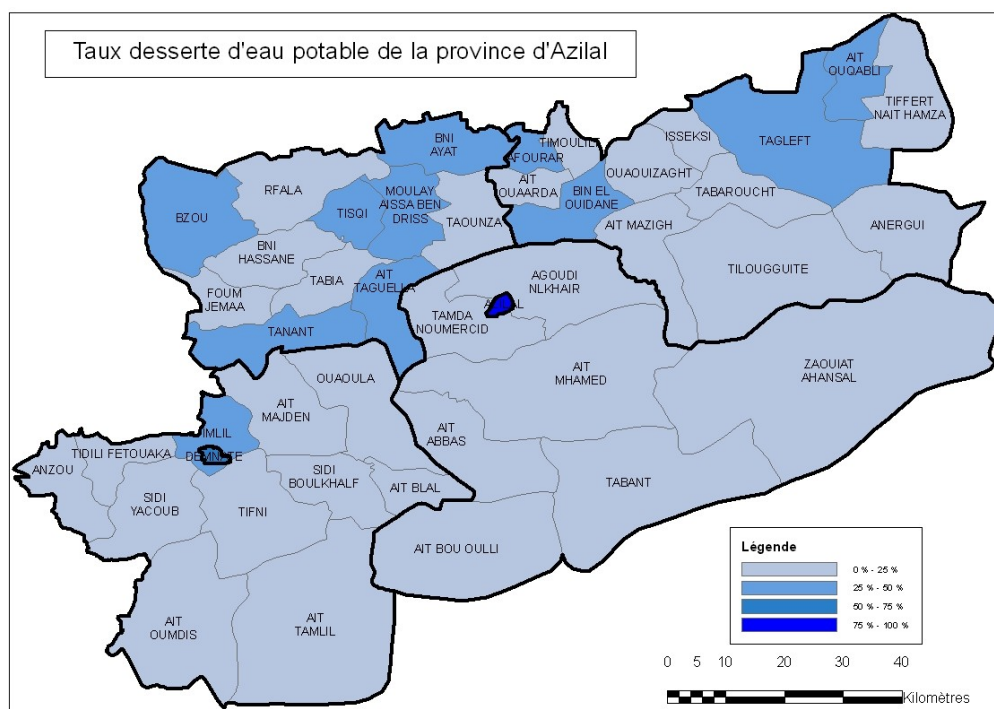 Taux desserte d'eau potable de la province d'Azilal
AIT
OUQABLI
TIFFERT
NAIT HAMZA
BNI
AYAT
TIMOULILT
AFOURAR
ISSEKSI
TAGLEFT
OUAOUIZAGHT
AIT
OUAARDA
RFALA
MOULAY
AISSA BEN
DRISS
BIN EL
OUIDANE
TABAROUCHT
BZOU
TISQI
TAOUNZA
AIT MAZIGH
ANERGUI
BNI
HASSANE
TILOUGGUITE
AIT
TAGUELLA
TABIA
AGOUDI
NLKHAIR
FOUM
JEMAA
TAMDA
NOUMERCID
TANANT
ZAOUIAT
AHANSAL
AIT
MHAMED
OUAOULA
AIT
MAJDEN
AIT
ABBAS
IMLIL
TIDILI FETOUAKA
DEMNATE
ANZOU
SIDI
BOULKHALF
TABANT
AIT BLAL
SIDI
YACOUB
TIFNI
AIT BOU OULLI
AIT
OUMDIS
AIT
TAMLIL
Légende
0 % - 25 %
25 % - 50 %
50 % - 75 %
75 % - 100 %
0 5 10 20 30 40
Kilomètres